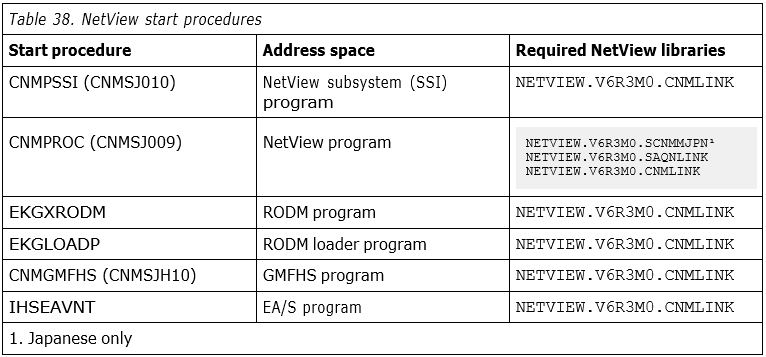 Table 38. NetView start procedures
Start procedure Address space Required NetView libraries
CNMPSSI (CNMSJ010) NetView subsystem (SSI) NETVIEW.V6R3M0.CNMLINK
program
CNMPROC (CNMSJ009) NetView program NETVIEW.V6R3M0.SCNMMJPN¹
NETVIEW.V6R3M0.SAQNLINK
NETVIEW.V6R3M0.CNMLINK
EKGXRODM RODM program NETVIEW.V6R3M0.CNMLINK
EKGLOADP RODM loader program NETVIEW.V6R3M0.CNMLINK
CNMGMFHS (CNMSJH10) GMFHS program NETVIEW.V6R3M0.CNMLINK
IHSEAVNT EA/S program NETVIEW.V6R3M0.CNMLINK
1. Japanese only